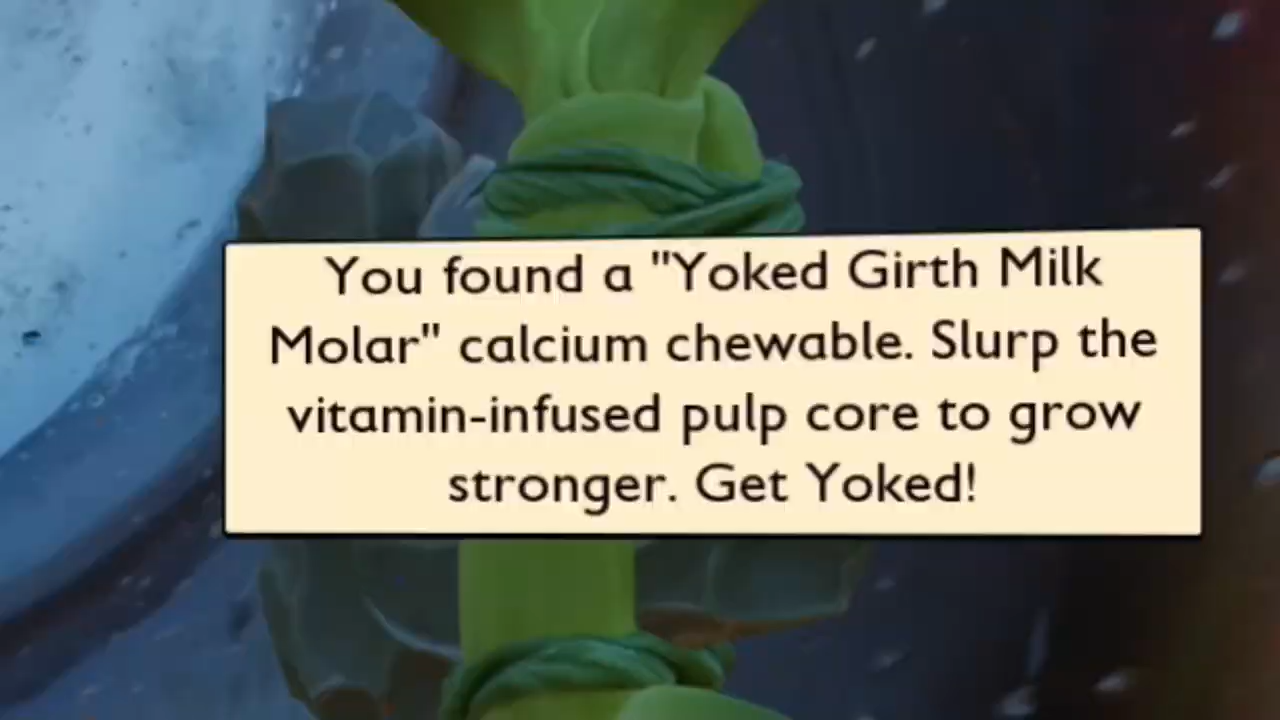 You found a "Yoked Girth Milk
Molar" calcium chewable. Slurp the
vitamin-infused pulp core to grow
stronger. Get Yoked!